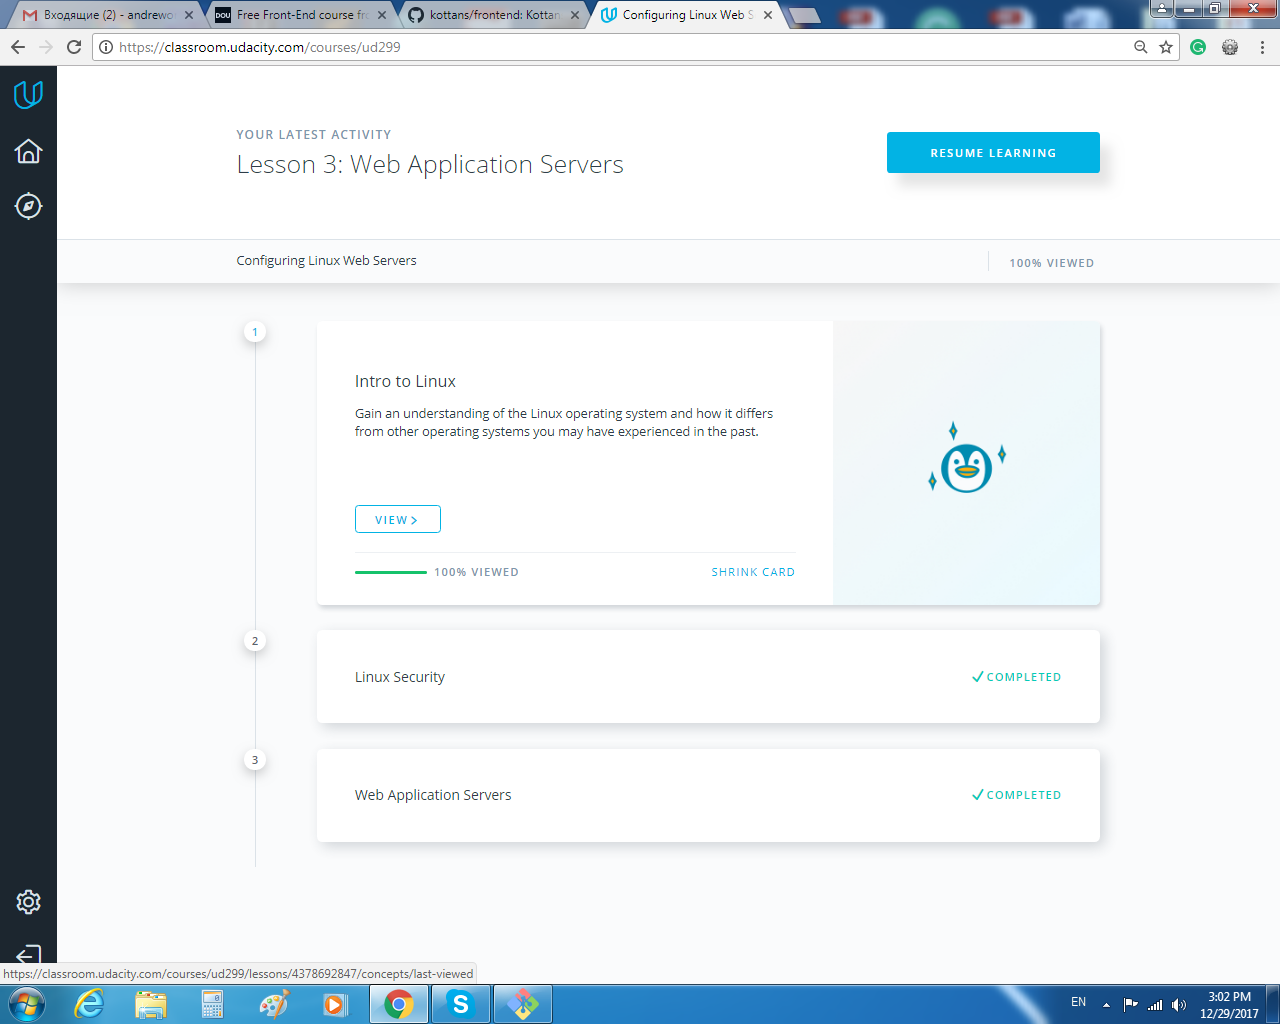 Входящие (2) - andrewo
DOU
Free Front-End course fr
kottans/frontend: Kottan
Configuring Linux Web S
https://classroom.udacity.com/courses/ud299
YOUR LATEST ACTIVITY
Lesson 3: Web Application Servers
RESUME LEARNING
Configuring Linux Web Servers
100% VIEWED
1
Intro to Linux
Gain an understanding of the Linux operating system and how it differs
from other operating systems you may have experienced in the past.
VIEW
100% VIEWED
SHRINK CARD
2
Linux Security
COMPLETED
3
Web Application Servers
COMPLETED
https://classroom.udacity.com/courses/ud299/lessons/4378692847/concepts/last-viewed
EN
3:02 PM
12/29/2017